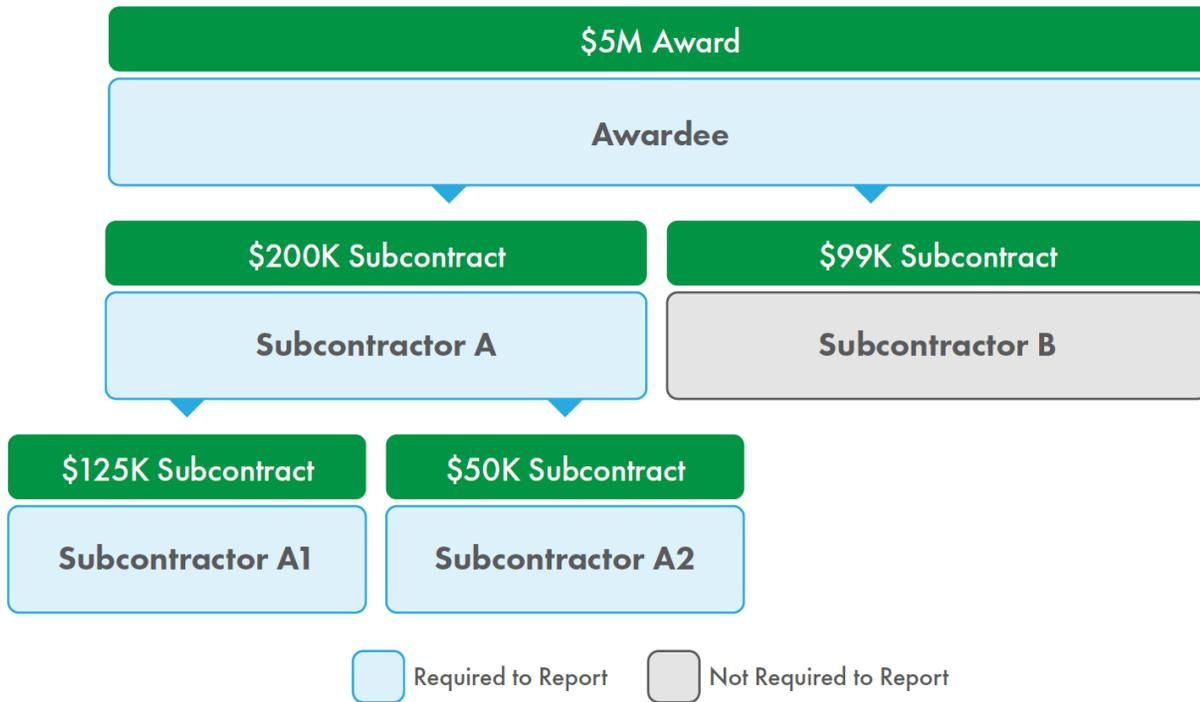 $5M Award
Awardee
$200K Subcontract
$99K Subcontract
Subcontractor A
Subcontractor B
$125K Subcontract
$50K Subcontract
Subcontractor A1
Subcontractor A2
Required to Report
Not Required to Report